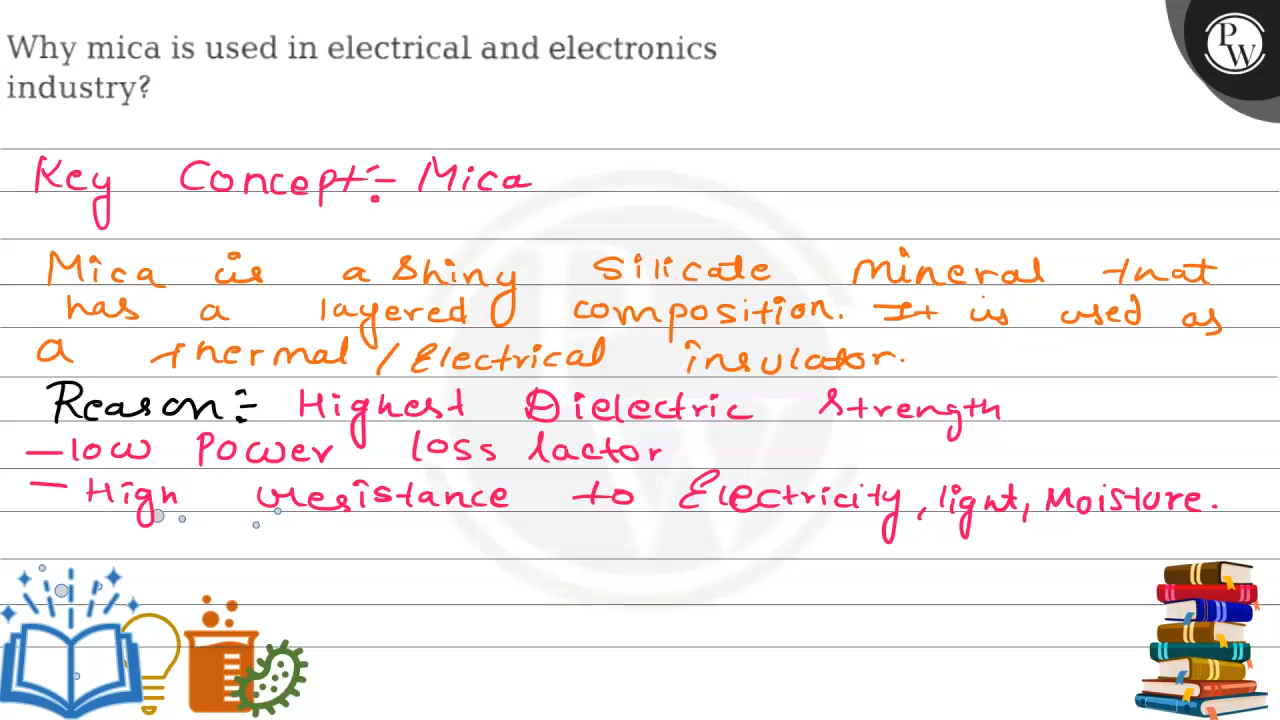 Why mica is used in electrical and electronics
industry?
PW
Key Concept:- Mica
Mica is a shiny silicate mineral that
has a layered composition. It is used as
a thermal/Electrical insulator.
Reason:- Highest Dielectric strength
- low Power loss factor
- High resistance to Electricity, light, Moisture.